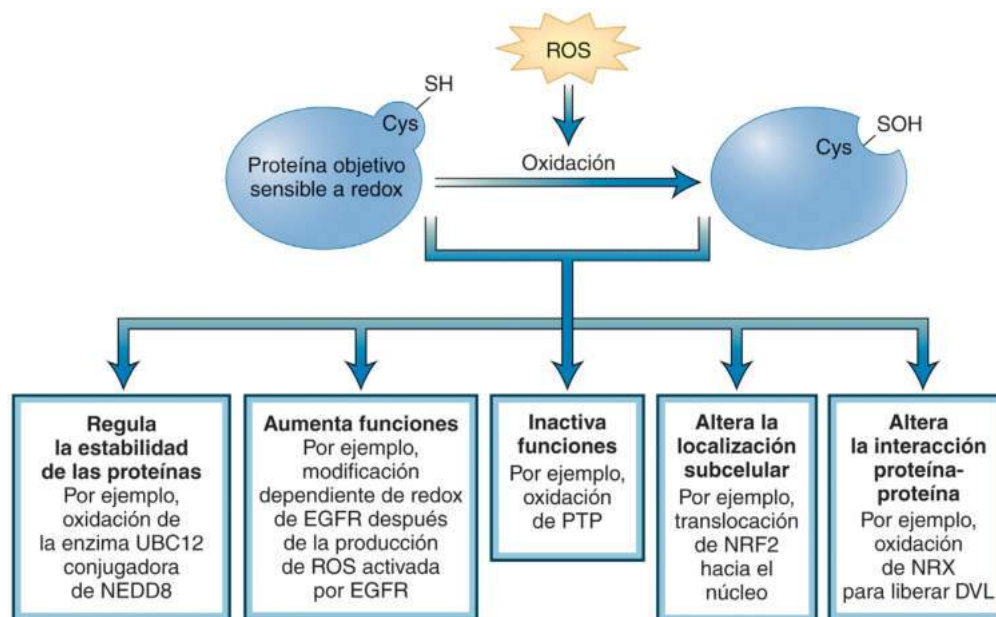 ROS
SH
Cys
Proteína objetivo
sensible a redox
Oxidación
SOH
Cys
Regula
la estabilidad
de las proteínas
Por ejemplo,
oxidación de
la enzima UBC12
conjugadora
de NEDD8
Aumenta funciones
Por ejemplo,
modificación
dependiente de redox
de EGFR después
de la producción
de ROS activada
por EGFR
Inactiva
funciones
Por ejemplo,
oxidación
de PTP
Altera la
localización
subcelular
Por ejemplo,
translocación
de NRF2
hacia el
núcleo
Altera
la interacción
proteína-
proteína
Por ejemplo,
oxidación
de NRX
para liberar DVL